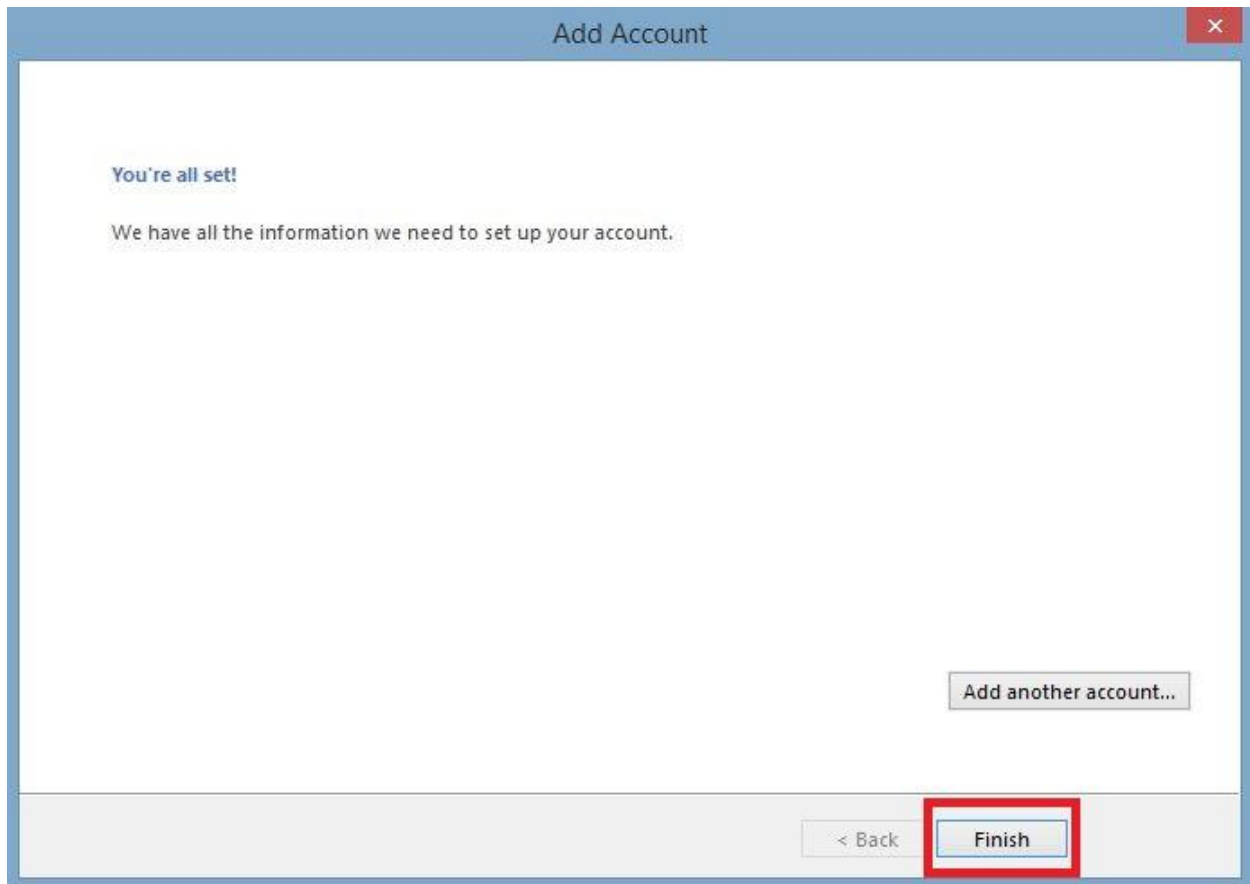 Add Account
You're all set!
We have all the information we need to set up your account.
Add another account...
< Back
Finish